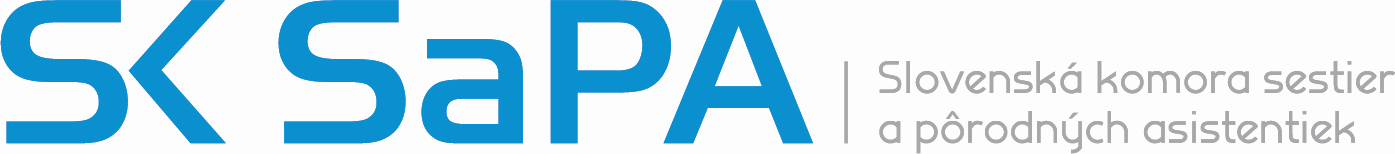 SK SaPA
Slovenská komora sestier
a pôrodných asistentiek